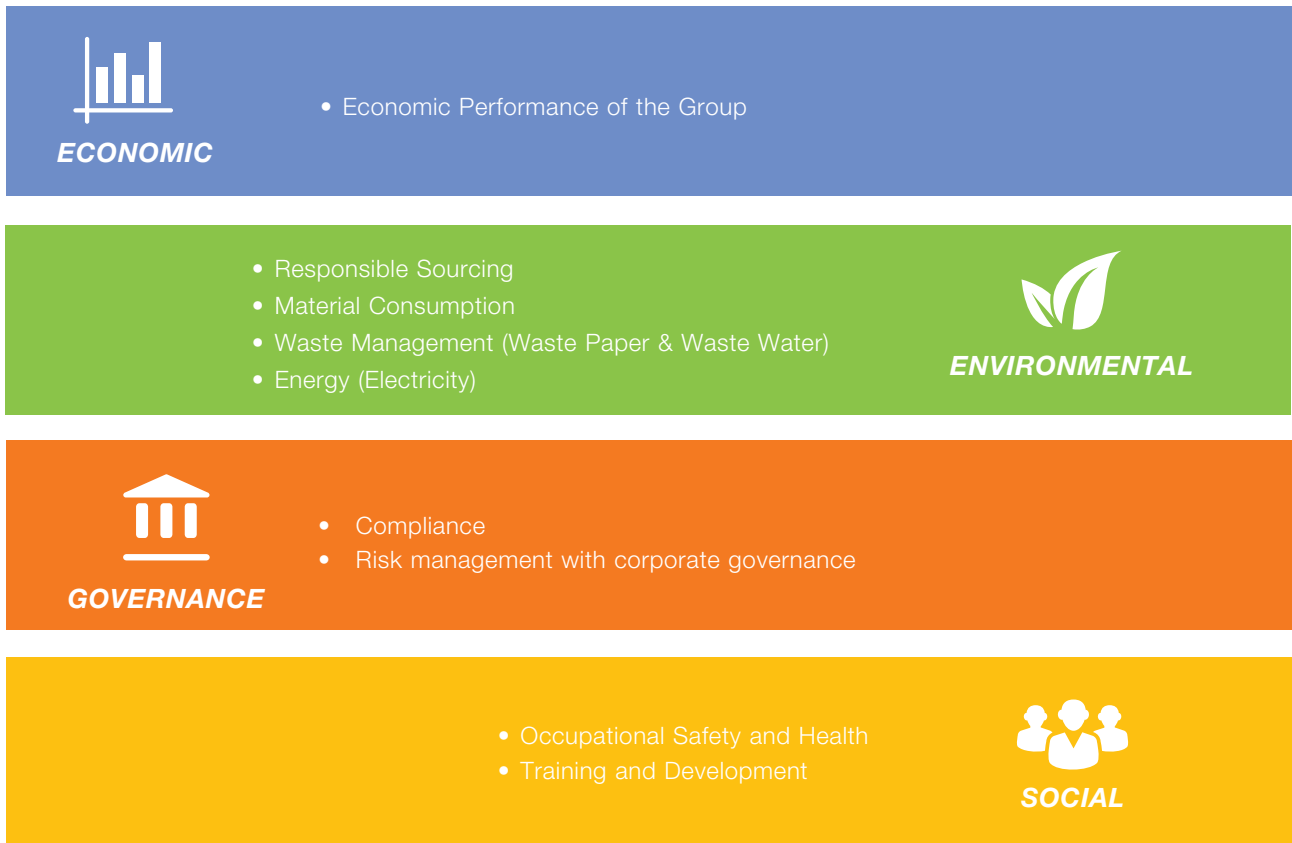 • Economic Performance of the Group
ECONOMIC
• Responsible Sourcing
• Material Consumption
• Waste Management (Waste Paper & Waste Water)
• Energy (Electricity)
ENVIRONMENTAL
• Compliance
• Risk management with corporate governance
GOVERNANCE
• Occupational Safety and Health
• Training and Development
SOCIAL